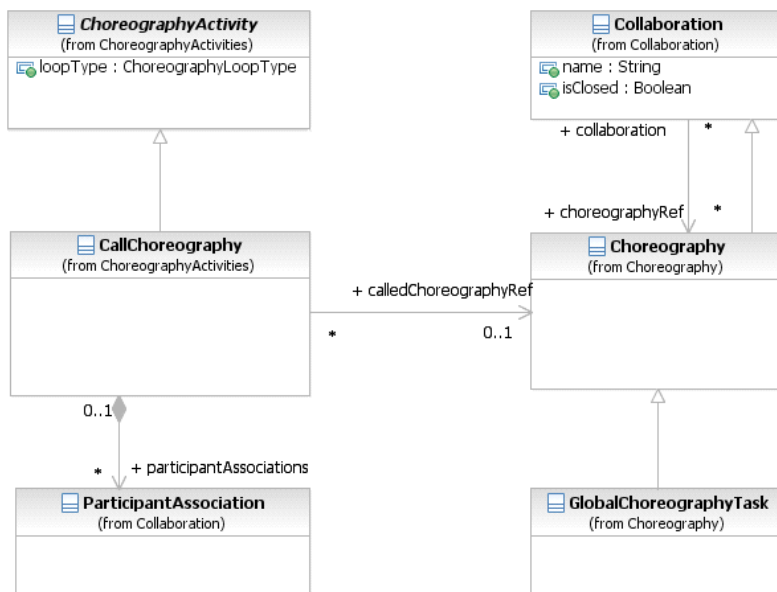 ChoreographyActivity
(from ChoreographyActivities)
loopType : ChoreographyLoopType
Collaboration
(from Collaboration)
name : String
isClosed : Boolean
+ collaboration
*
+ choreographyRef
*
CallChoreography
(from ChoreographyActivities)
Choreography
(from Choreography)
+ calledChoreographyRef
*
0..1
0..1
*
+ participantAssociations
ParticipantAssociation
(from Collaboration)
GlobalChoreographyTask
(from Choreography)